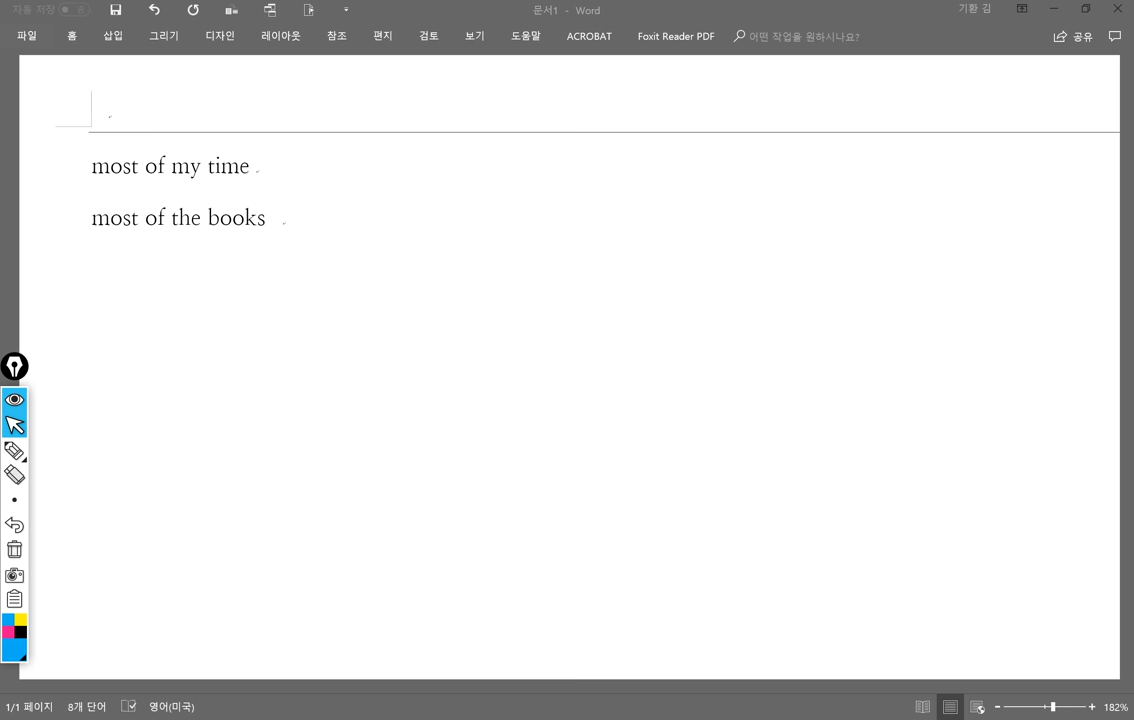 자동 저장
문서1 - Word
기환 김
파일 홈 삽입 그리기 디자인 레이아웃 참조 편지 검토 보기 도움말 ACROBAT Foxit Reader PDF 어떤 작업을 원하시나요? 공유
most of my time
most of the books
1/1 페이지 8개 단어 영어(미국) 182%